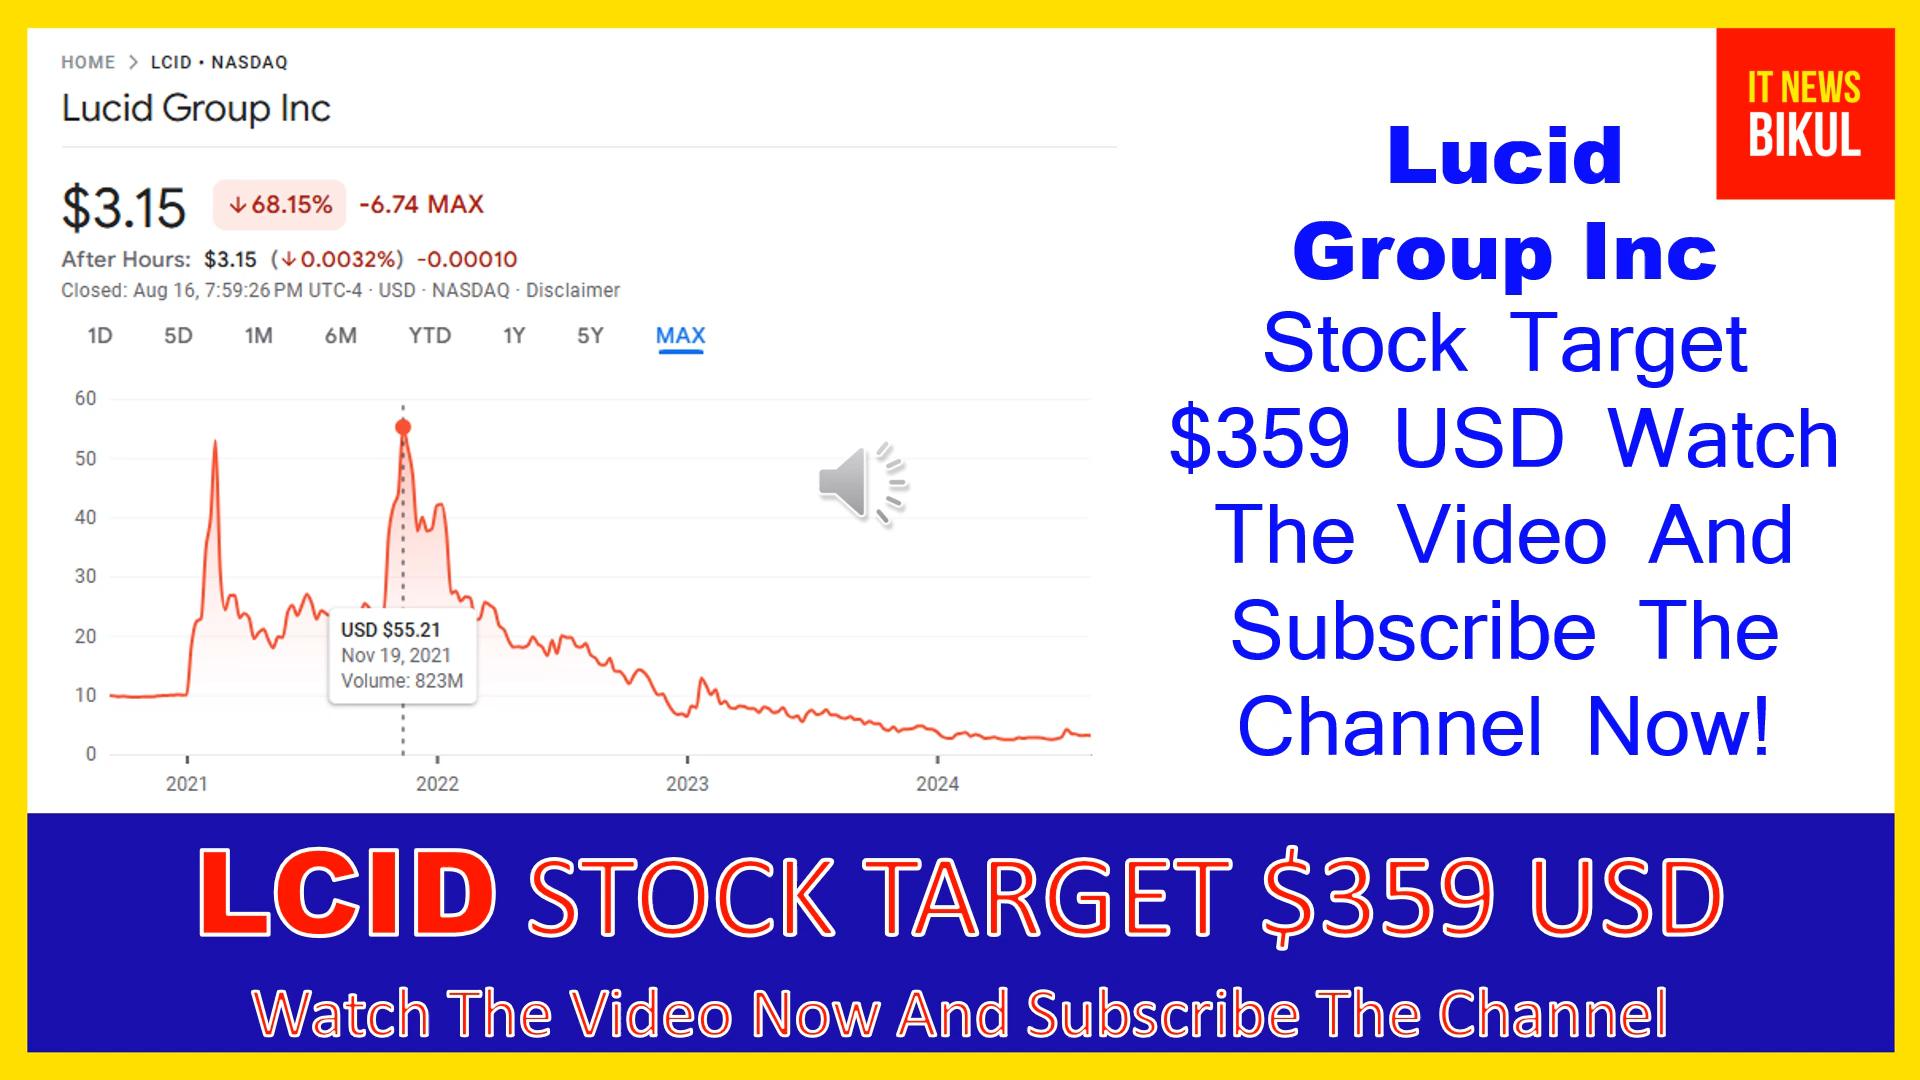 HOME > LCID • NASDAQ
Lucid Group Inc
$3.15 ↓68.15% -6.74 MAX
After Hours: $3.15 (↓0.0032%) -0.00010
Closed: Aug 16, 7:59:26 PM UTC-4 · USD · NASDAQ · Disclaimer
1D 5D 1M 6M YTD 1Y 5Y MAX
60
50
40
30
20
10
0
USD $55.21
Nov 19, 2021
Volume: 823M
2021 2022 2023 2024
IT NEWS
BIKUL
Lucid
Group Inc
Stock Target
$359 USD Watch
The Video And
Subscribe The
Channel Now!
LCID STOCK TARGET $359 USD
Watch The Video Now And Subscribe The Channel